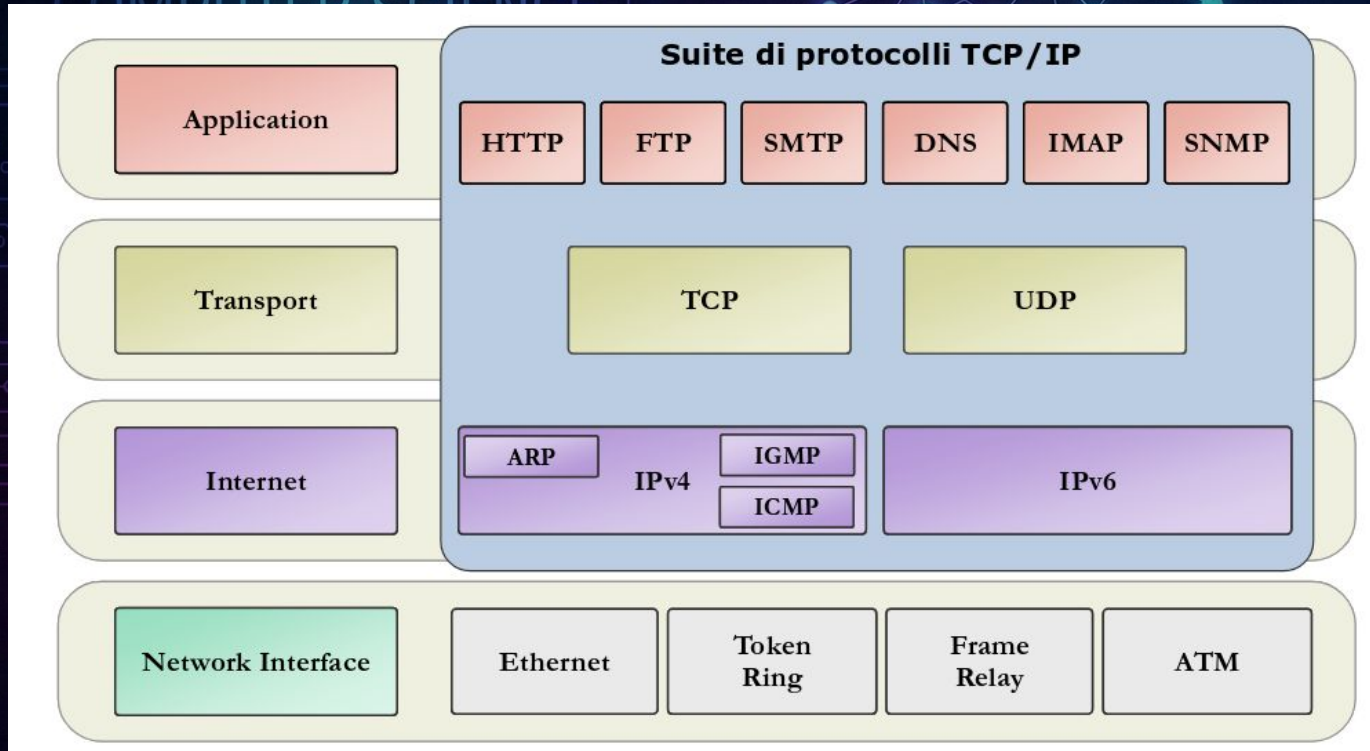 Suite di protocolli TCP/IP
Application
HTTP
FTP
SMTP
DNS
IMAP
SNMP
Transport
TCP
UDP
Internet
ARP
IPv4
IGMP
ICMP
IPv6
Network Interface
Ethernet
Token
Ring
Frame
Relay
ATM